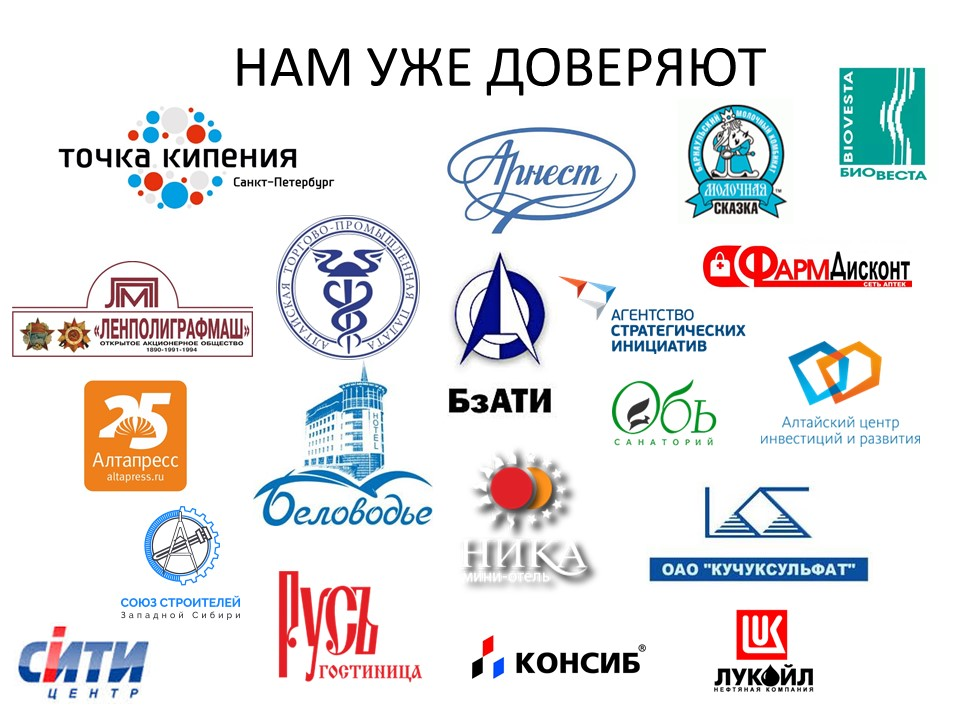 НАМ УЖЕ ДОВЕРЯЮТ
точка кипения
Санкт-Петербург
Арнест
БАРНАУЛЬСКИЙ МОЛОЧНЫЙ КОМБИНАТ
МОЛОЧНАЯ
СКАЗКА
TM
BIOVESTA
БИОВЕСТА
АЛТАЙСКАЯ ТОРГОВО-ПРОМЫШЛЕННАЯ ПАЛАТА
ФАРМДИСКОНТ
СЕТЬ АПТЕК
«ЛЕНПОЛИГРАФМАШ»
ОТКРЫТОЕ АКЦИОНЕРНОЕ ОБЩЕСТВО
1890-1991-1994
АГЕНТСТВО
СТРАТЕГИЧЕСКИХ
ИНИЦИАТИВ
БзАТИ
25
Алтапресс
altapress.ru
HOTEL
Беловодье
Обь
САНАТОРИЙ
Алтайский центр
инвестиций и развития
НИКА
мини-отель
ОАО "КУЧУКСУЛЬФАТ"
СОЮЗ СТРОИТЕЛЕЙ
Западной Сибири
Русъ
гостиница
СИТИ
ЦЕНТР
КОНСИБ®
LUK
ЛУКОЙЛ
НЕФТЯНАЯ КОМПАНИЯ